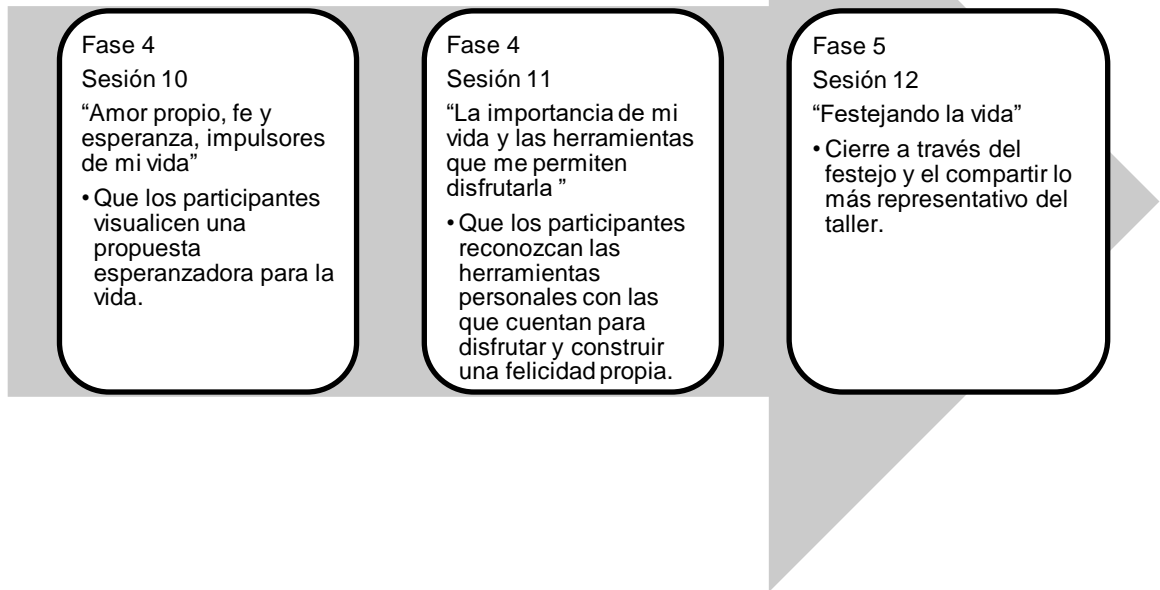 Fase 4
Sesión 10
“Amor propio, fe y
esperanza, impulsores
de mi vida”
• Que los participantes
visualicen una
propuesta
esperanzadora para la
vida.
Fase 4
Sesión 11
“La importancia de mi
vida y las herramientas
que me permiten
disfrutarla ”
• Que los participantes
reconozcan las
herramientas
personales con las
que cuentan para
disfrutar y construir
una felicidad propia.
Fase 5
Sesión 12
“Festejando la vida”
• Cierre a través del
festejo y el compartir lo
más representativo del
taller.